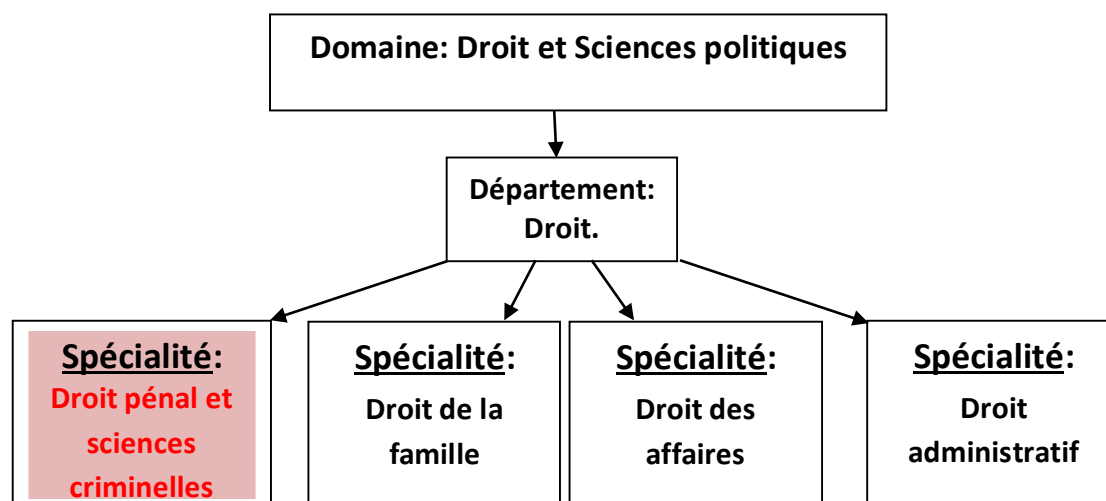 Domaine: Droit et Sciences politiques
Département:
Droit.
Spécialité:
Droit pénal et
sciences
criminelles
Spécialité:
Droit de la
famille
Spécialité:
Droit des
affaires
Spécialité:
Droit
administratif